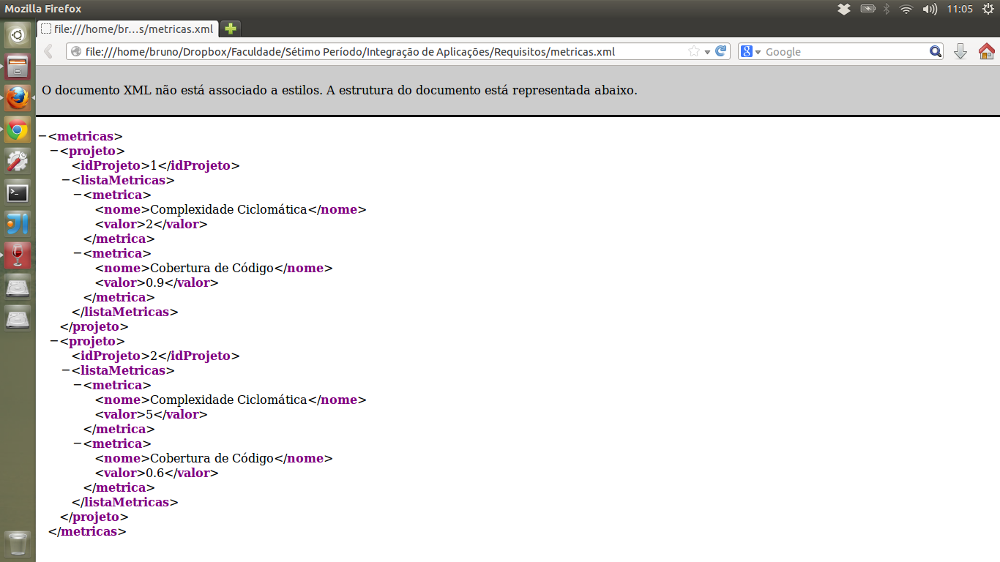 Mozilla Firefox
11:05
file:///home/br...s/metricas.xml
file:///home/bruno/Dropbox/Faculdade/Sétimo Período/Integração de Aplicações/Requisitos/metricas.xml
8 Google
O documento XML não está associado a estilos. A estrutura do documento está representada abaixo.
−<metricas>
−<projeto>
<idProjeto>1</idProjeto>
−<listaMetricas>
−<metrica>
<nome>Complexidade Ciclomática</nome>
<valor>2</valor>
</metrica>
−<metrica>
<nome>Cobertura de Código</nome>
<valor>0.9</valor>
</metrica>
</listaMetricas>
</projeto>
−<projeto>
<idProjeto>2</idProjeto>
−<listaMetricas>
−<metrica>
<nome>Complexidade Ciclomática</nome>
<valor>5</valor>
</metrica>
−<metrica>
<nome>Cobertura de Código</nome>
<valor>0.6</valor>
</metrica>
</listaMetricas>
</projeto>
</metricas>